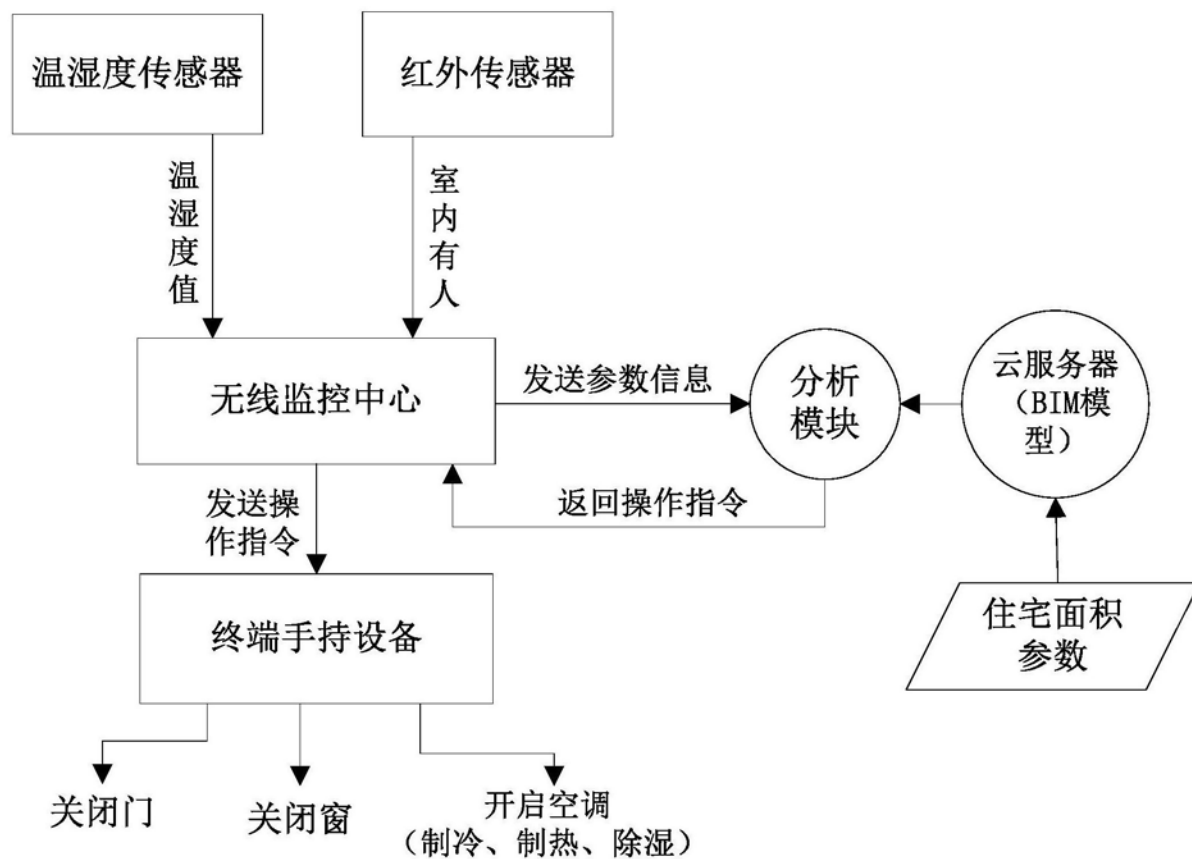 温湿度传感器
红外传感器
温
湿
度
值
室
内
有
人
无线监控中心
发送参数信息
分析
模块
云服务器
（BIM模
型）
返回操作指令
发送操
作指令
终端手持设备
住宅面积
参数
关闭门
关闭窗
开启空调
（制冷、制热、除湿）